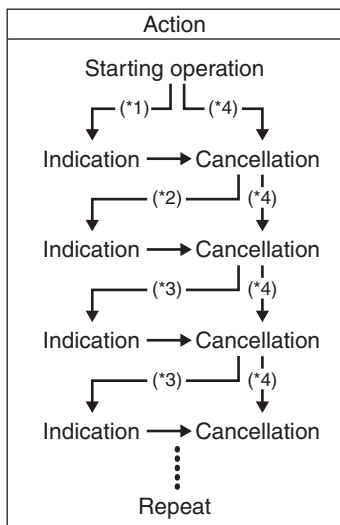 Action
Starting operation
(*1) (*4)
Indication Cancellation
(*2) (*4)
Indication Cancellation
(*3) (*4)
Indication Cancellation
(*3) (*4)
Indication Cancellation
Repeat